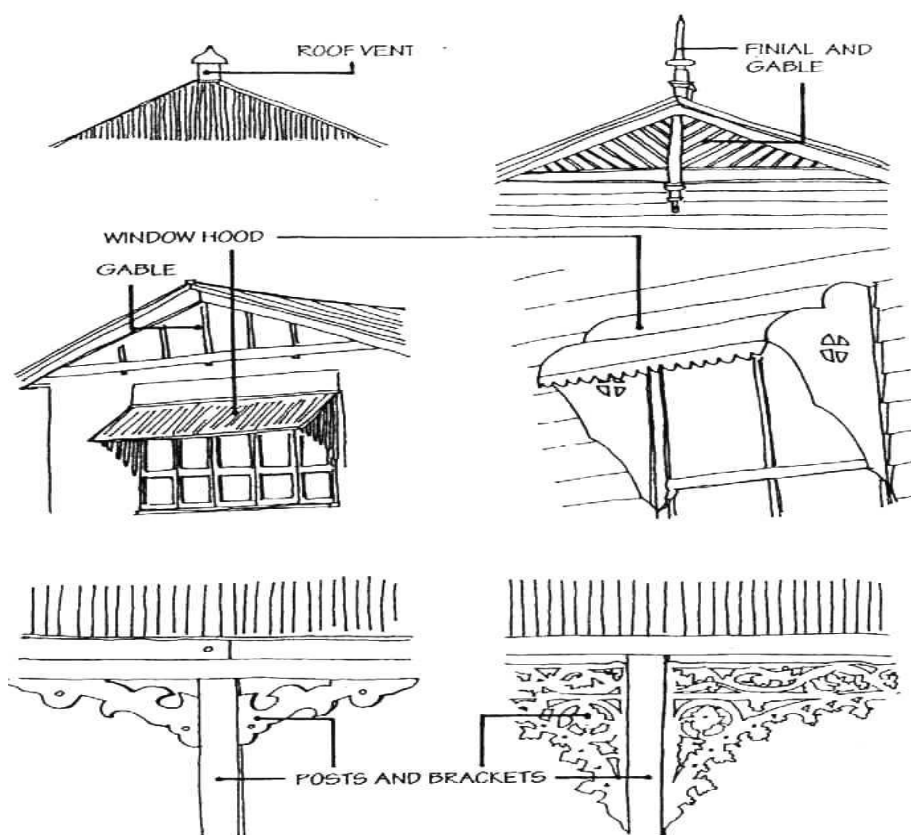 ROOF VENT
FINIAL AND
GABLE
WINDOW HOOD
GABLE
POSTS AND BRACKETS